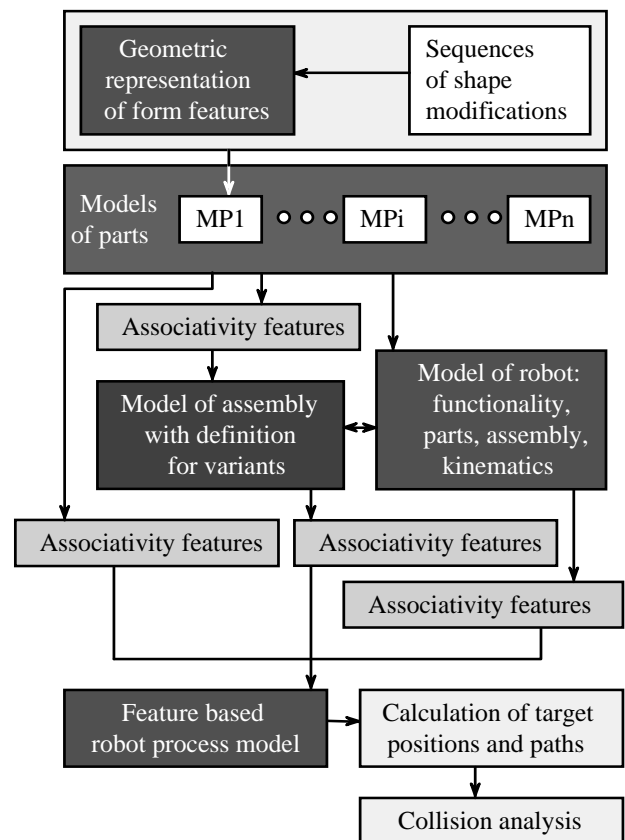 Geometric
representation
of form features
Sequences
of shape
modifications
Models
of parts
MP1
MPi
MPn
Associativity features
Model of assembly
with definition
for variants
Model of robot:
functionality,
parts, assembly,
kinematics
Associativity features
Associativity features
Associativity features
Feature based
robot process model
Calculation of target
positions and paths
Collision analysis